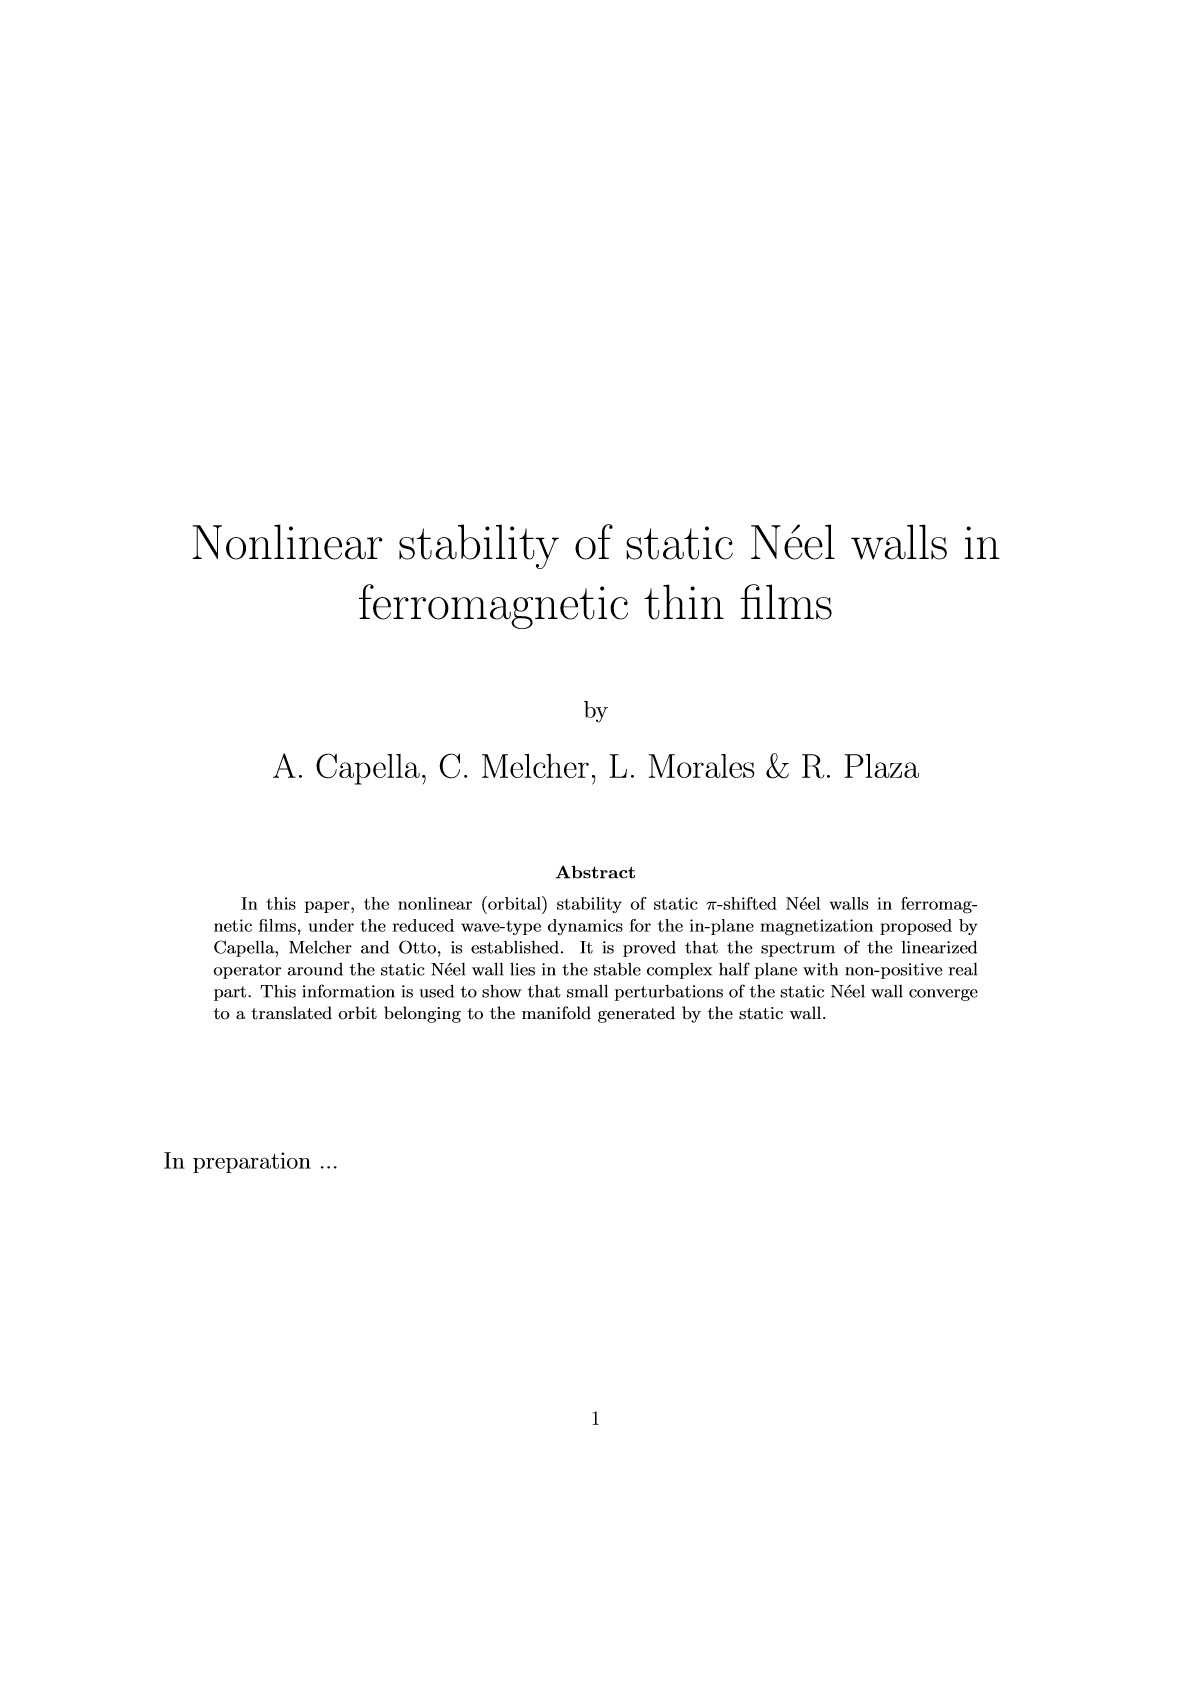 Nonlinear stability of static Néel walls in
ferromagnetic thin films
by
A. Capella, C. Melcher, L. Morales & R. Plaza
Abstract
In this paper, the nonlinear (orbital) stability of static π-shifted Néel walls in ferromag-
netic films, under the reduced wave-type dynamics for the in-plane magnetization proposed by
Capella, Melcher and Otto, is established. It is proved that the spectrum of the linearized
operator around the static Néel wall lies in the stable complex half plane with non-positive real
part. This information is used to show that small perturbations of the static Néel wall converge
to a translated orbit belonging to the manifold generated by the static wall.
In preparation ...
1